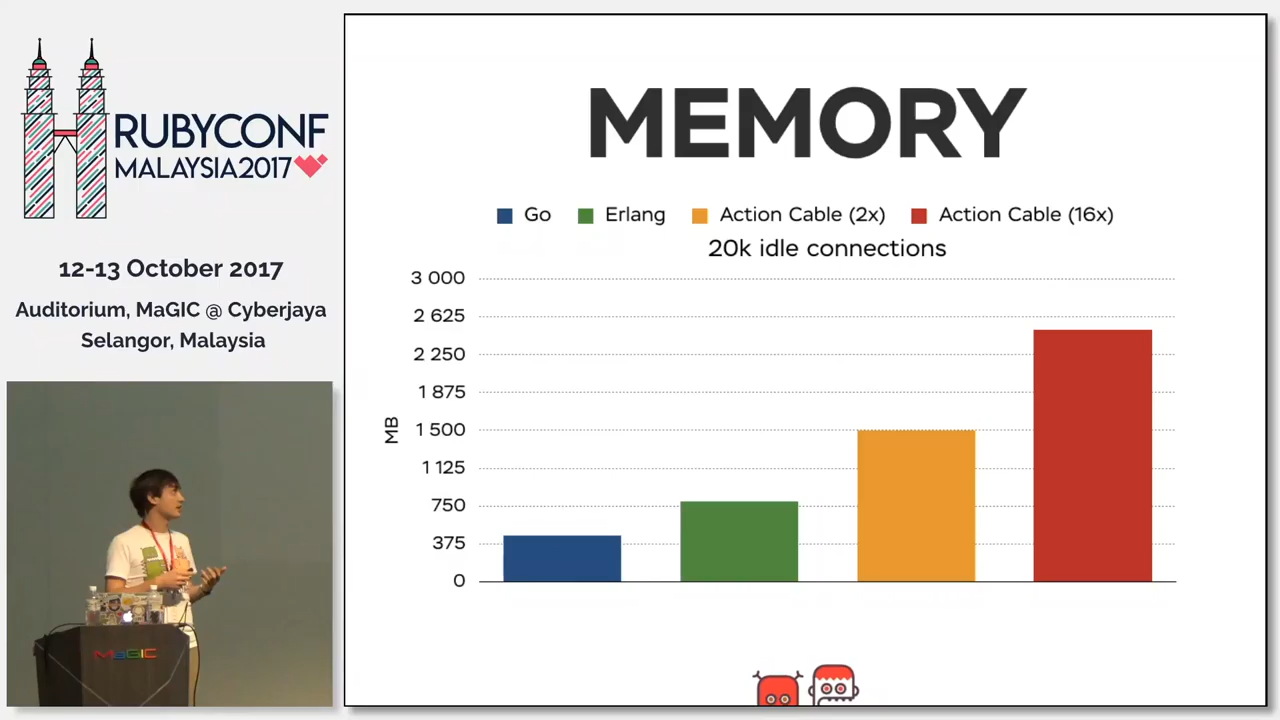 RUBYCONF
MALAYSIA2017
12-13 October 2017
Auditorium, MaGIC @ Cyberjaya
Selangor, Malaysia
MaGIC
MEMORY
Go Erlang Action Cable (2x) Action Cable (16x)
20k idle connections
3 000
2 625
2 250
1 875
1 500
1 125
750
375
0
MB